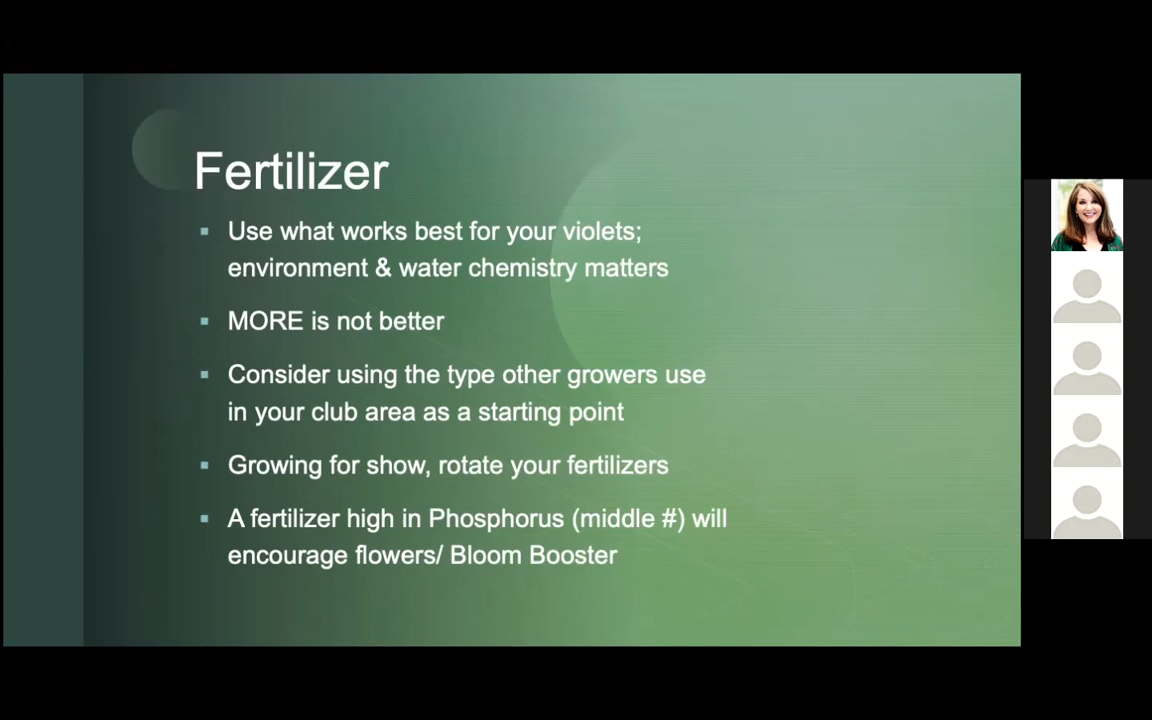 Fertilizer
▪ Use what works best for your violets;
environment & water chemistry matters
▪ MORE is not better
▪ Consider using the type other growers use
in your club area as a starting point
▪ Growing for show, rotate your fertilizers
▪ A fertilizer high in Phosphorus (middle #) will
encourage flowers/ Bloom Booster